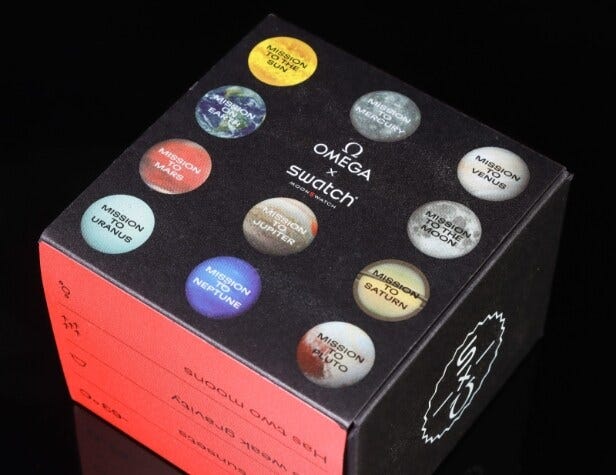 MISSION
TO THE
SUN
MISSION
ON
EARTH
MISSION
TO
MERCURY
Ω
OMEGA
×
swatch
MOONSWATCH
MISSION
TO
VENUS
MISSION
TO
MARS
MISSION
TO
URANUS
MISSION
TO
JUPITER
MISSION
TO THE
MOON
MISSION
TO
NEPTUNE
MISSION
TO
SATURN
MISSION
TO
PLUTO
Has two moons
weak gravity
sunsets